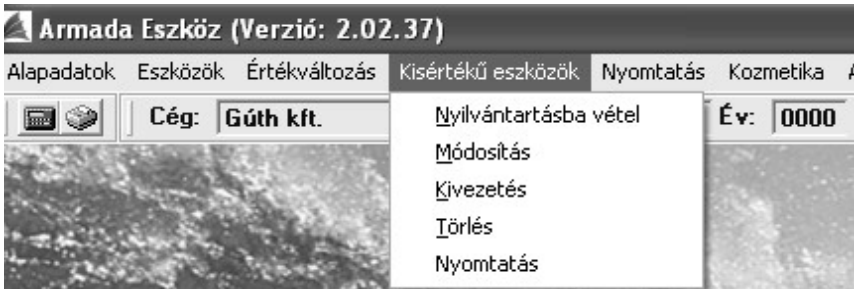 Armada Eszköz (Verzió: 2.02.37)
Alapadatok Eszközök Értékváltozás Kisértékű eszközök Nyomtatás Kozmetika
Cég: Gúth kft. Év: 0000
Nyilvántartásba vétel
Módosítás
Kivezetés
Törlés
Nyomtatás